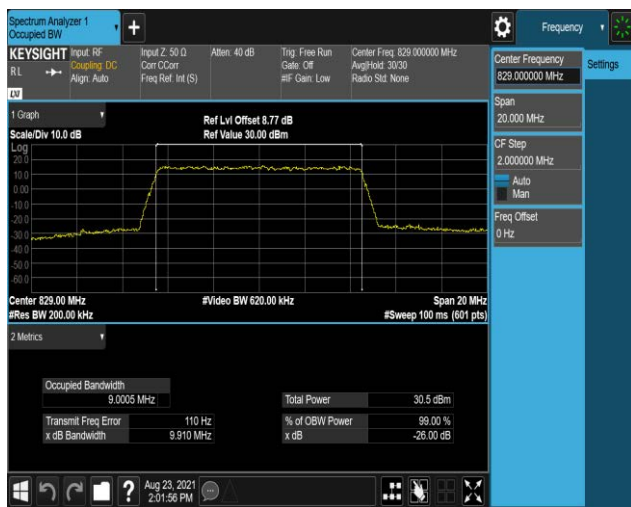 Spectrum Analyzer 1
Occupied BW
+
Frequency
KEYSIGHT
RL
LXI
Input: RF
Coupling: DC
Align: Auto
Input Z: 50 Ω
Corr CCorr
Freq Ref: Int (S)
Atten: 40 dB
Trig: Free Run
Gate: Off
#IF Gain: Low
Center Freq: 829.000000 MHz
Avg|Hold: 30/30
Radio Std: None
Center Frequency
829.000000 MHz
Settings
Span
20.000 MHz
CF Step
2.000000 MHz
Auto
Man
Freq Offset
0 Hz
1 Graph
Scale/Div 10.0 dB
Ref Lvl Offset 8.77 dB
Ref Value 30.00 dBm
Log
20.0
10.0
0.00
-10.0
-20.0
-30.0
-40.0
-50.0
-60.0
Center 829.00 MHz
#Res BW 200.00 kHz
#Video BW 620.00 kHz
Span 20 MHz
#Sweep 100 ms (601 pts)
2 Metrics
Occupied Bandwidth
9.0005 MHz
Total Power 30.5 dBm
Transmit Freq Error 110 Hz
% of OBW Power 99.00 %
x dB Bandwidth 9.910 MHz
x dB -26.00 dB
?
Aug 23, 2021
2:01:56 PM